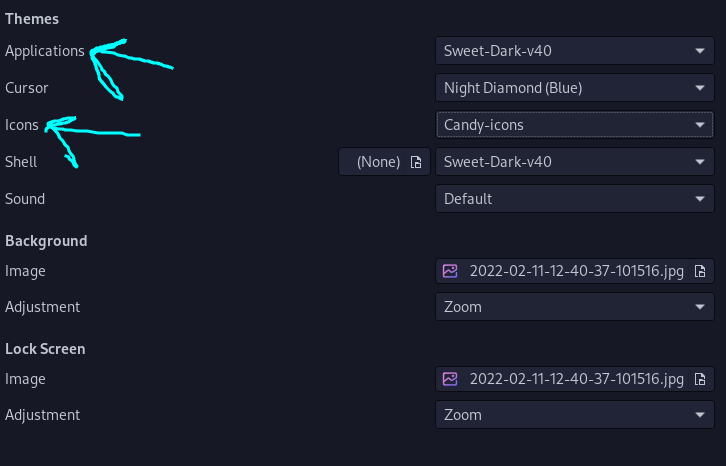 Themes
Applications Sweet-Dark-v40
Cursor Night Diamond (Blue)
Icons Candy-icons
Shell (None) Sweet-Dark-v40
Sound Default
Background
Image 2022-02-11-12-40-37-101516.jpg
Adjustment Zoom
Lock Screen
Image 2022-02-11-12-40-37-101516.jpg
Adjustment Zoom